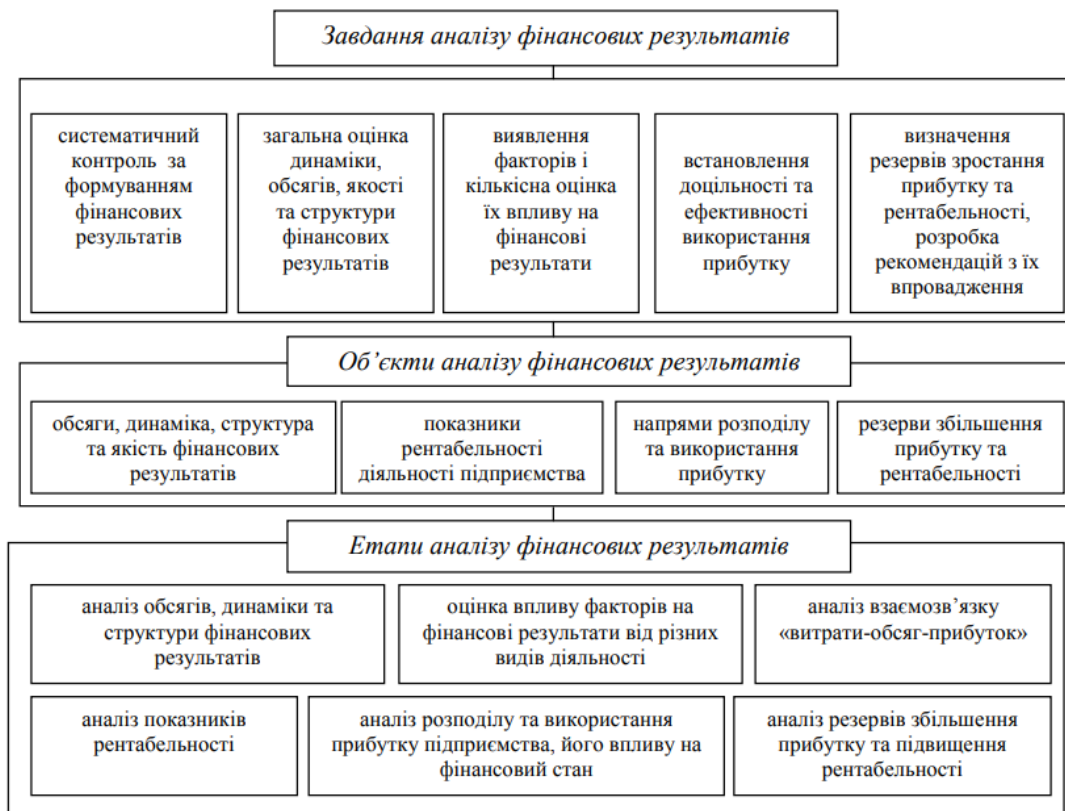 Завдання аналізу фінансових результатів
систематичний
контроль за
формуванням
фінансових
результатів
загальна оцінка
динаміки,
обсягів, якості
та структури
фінансових
результатів
виявлення
факторів і
кількісна оцінка
їх впливу на
фінансові
результати
встановлення
доцільності та
ефективності
використання
прибутку
визначення
резервів зростання
прибутку та
рентабельності,
розробка
рекомендацій з їх
впровадження
Об’єкти аналізу фінансових результатів
обсяги, динаміка, структура
та якість фінансових
результатів
показники
рентабельності
діяльності підприємства
напрями розподілу
та використання
прибутку
резерви збільшення
прибутку та
рентабельності
Етапи аналізу фінансових результатів
аналіз обсягів, динаміки та
структури фінансових
результатів
оцінка впливу факторів на
фінансові результати від різних
видів діяльності
аналіз взаємозв’язку
«витрати-обсяг-прибуток»
аналіз показників
рентабельності
аналіз розподілу та використання
прибутку підприємства, його впливу на
фінансовий стан
аналіз резервів збільшення
прибутку та підвищення
рентабельності